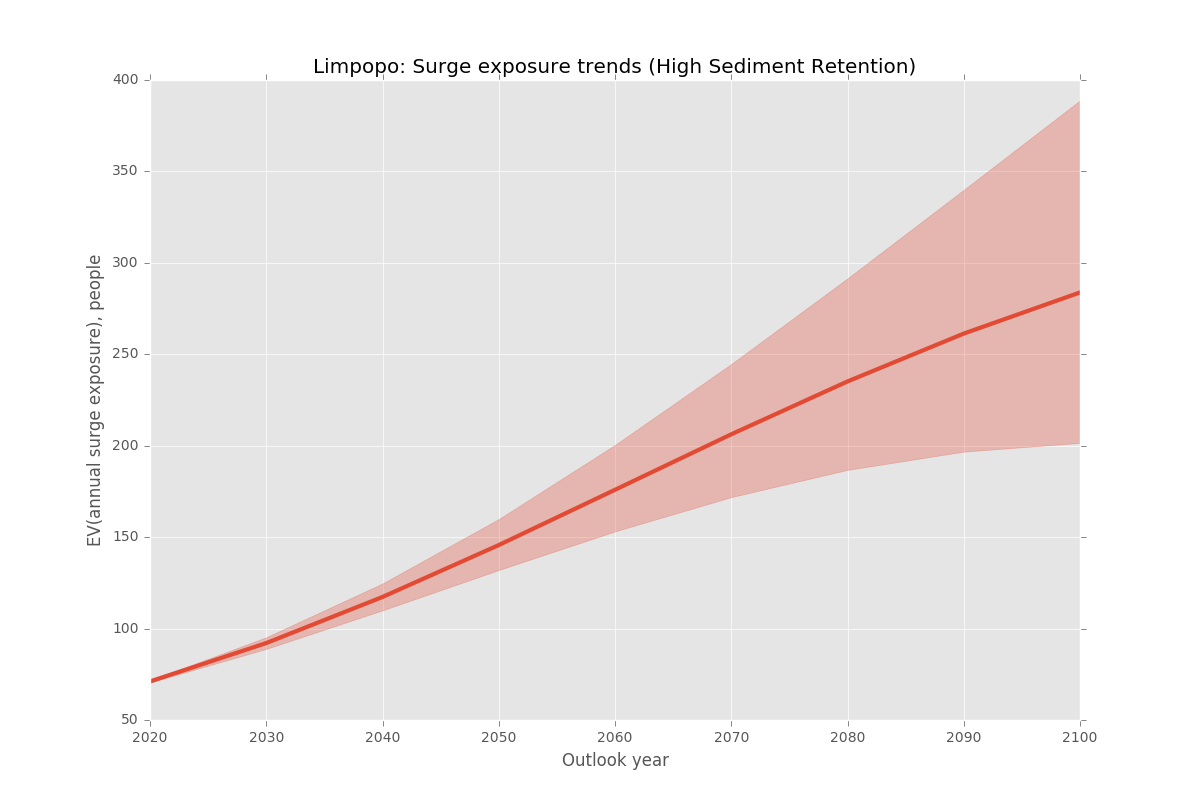 Limpopo: Surge exposure trends (High Sediment Retention)
400
350
300
250
200
150
100
50
EV(annual surge exposure), people
2020 2030 2040 2050 2060 2070 2080 2090 2100
Outlook year